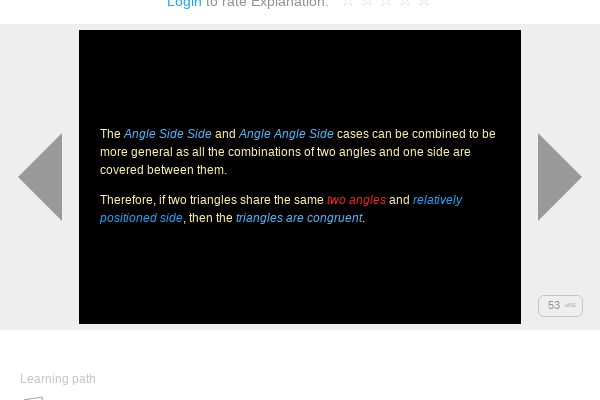 Login to rate Explanation:
The Angle Side Side and Angle Angle Side cases can be combined to be
more general as all the combinations of two angles and one side are
covered between them.
Therefore, if two triangles share the same two angles and relatively
positioned side, then the triangles are congruent.
53 of55
Learning path